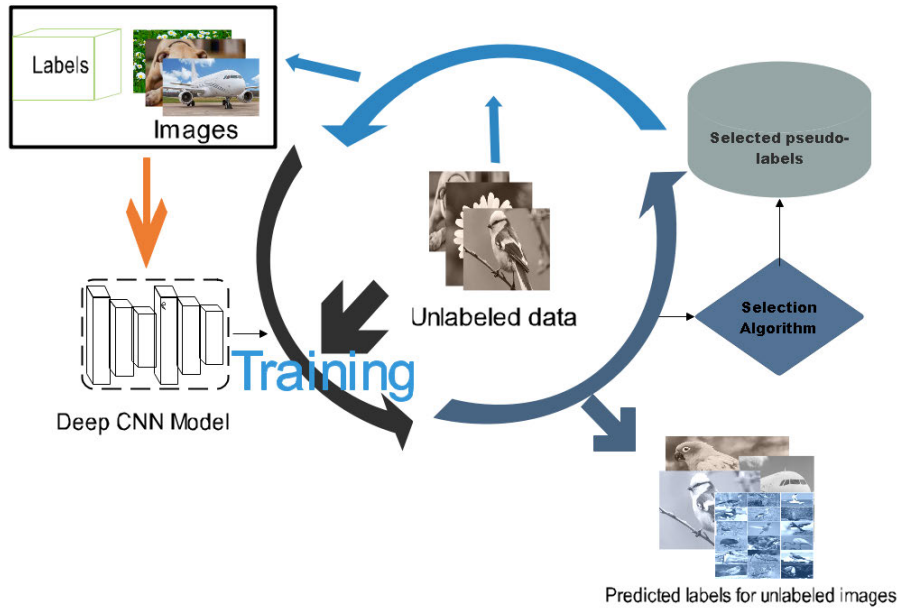 Labels
Images
Selected pseudo-
labels
Unlabeled data
Selection
Algorithm
Training
Deep CNN Model
Predicted labels for unlabeled images